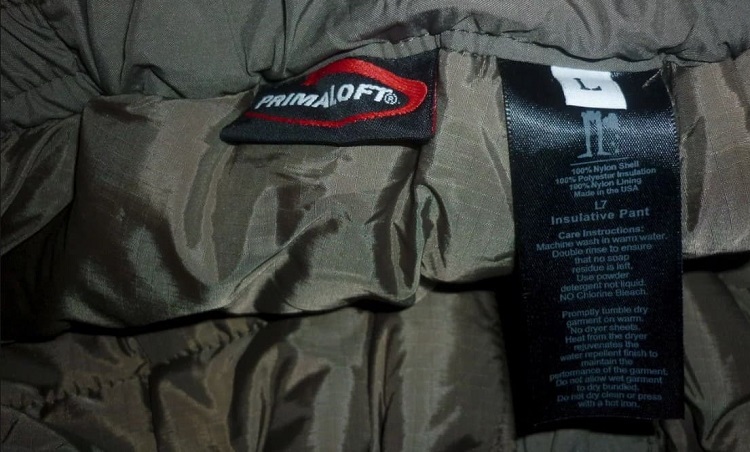 PRIMALOFT®
L
100% Nylon Shell
100% Polyester Insulation
100% Nylon Lining
Made in the USA
L7
Insulative Pant
Care Instructions:
Machine wash in warm water.
Double rinse to ensure
that no soap
residue is left.
Use powder
detergent not liquid.
NO Chlorine Bleach.
Promptly tumble dry
garment on warm.
No dryer sheets.
Heat from the dryer
rejuvenates the
water repellent finish to
maintain the
performance of the garment.
Do not allow wet garment
to dry trundled.
Do not dry clean or press
with a hot iron.